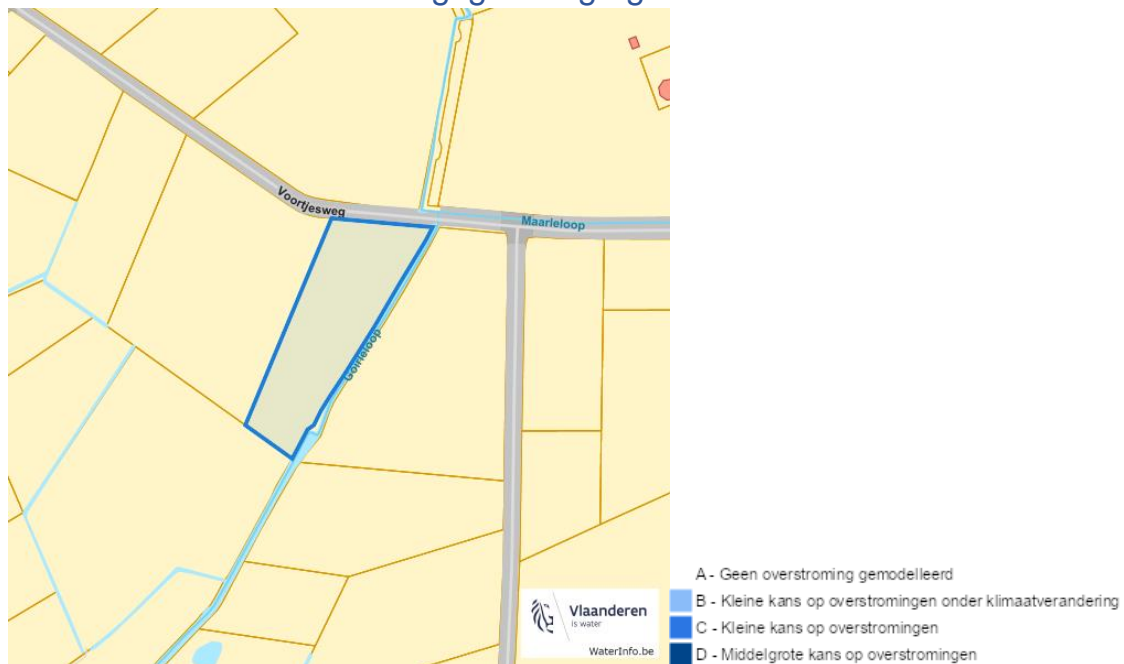 Voortjesweg
Maarleloop
Goirleloop
Vlaanderen
is water
WaterInfo.be
A - Geen overstroming gemodelleerd
B - Kleine kans op overstromingen onder klimaatverandering
C - Kleine kans op overstromingen
D - Middelgrote kans op overstromingen